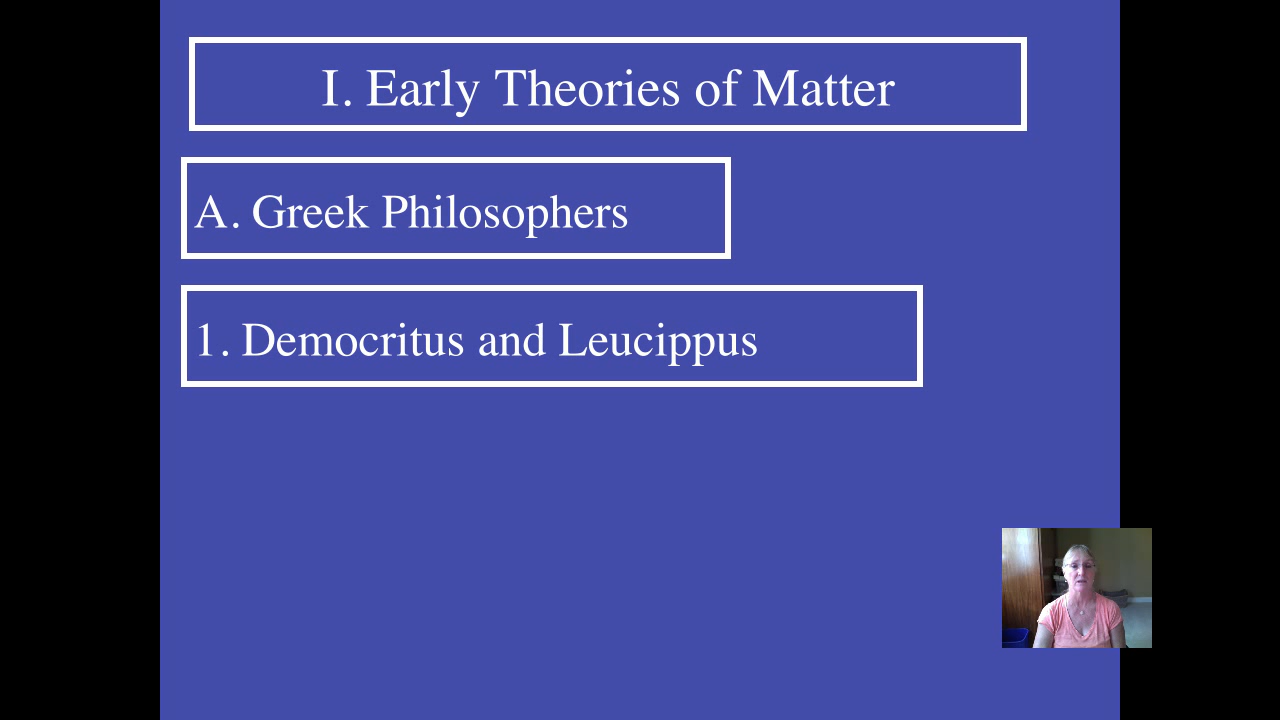 I. Early Theories of Matter
A. Greek Philosophers
1. Democritus and Leucippus